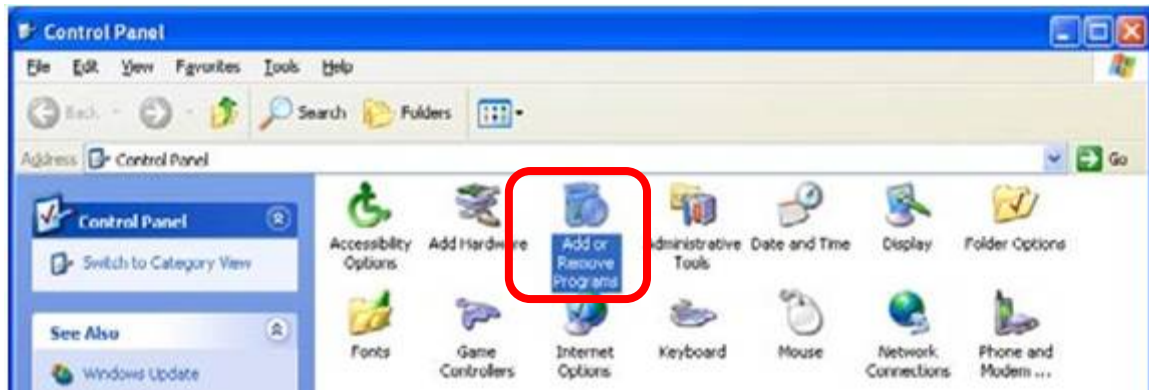 Control Panel
File Edit View Favorites Tools Help
Back Search Folders
Address Control Panel Go
Control Panel
Switch to Category View
See Also
Windows Update
Accessibility Options
Add Hardware
Add or Remove Programs
Administrative Tools
Date and Time
Display
Folder Options
Fonts
Game Controllers
Internet Options
Keyboard
Mouse
Network Connections
Phone and Modem ...